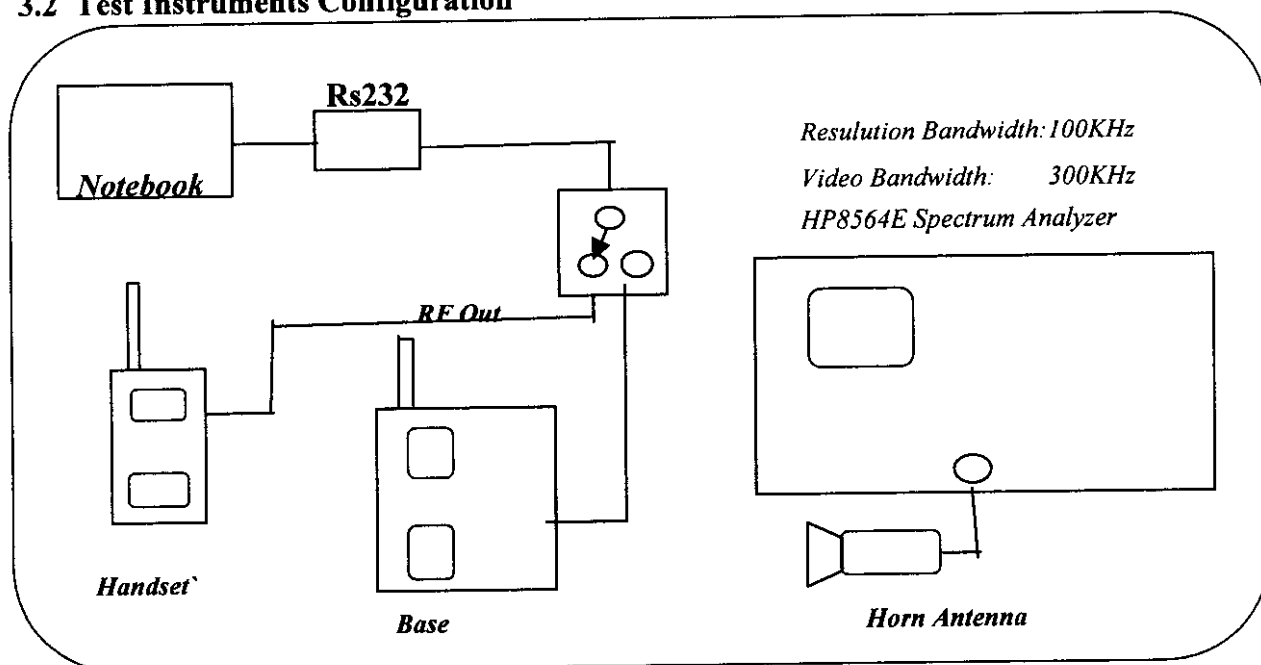 3.2 Test Instruments Configuration
Rs232
Notebook
Resulution Bandwidth: 100KHz
Video Bandwidth: 300KHz
HP8564E Spectrum Analyzer
RF Out
Handset`
Base
Horn Antenna